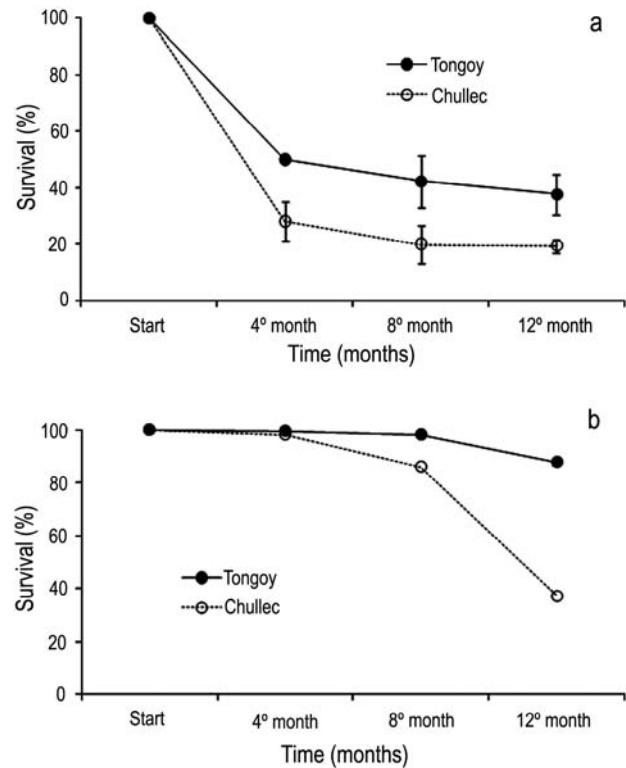 a
100
80
60
40
20
0
Survival (%)
Tongoy
Chullec
Start 4º month 8º month 12º month
Time (months)
b
100
80
60
40
20
0
Survival (%)
Tongoy
Chullec
Start 4º month 8º month 12º month
Time (months)